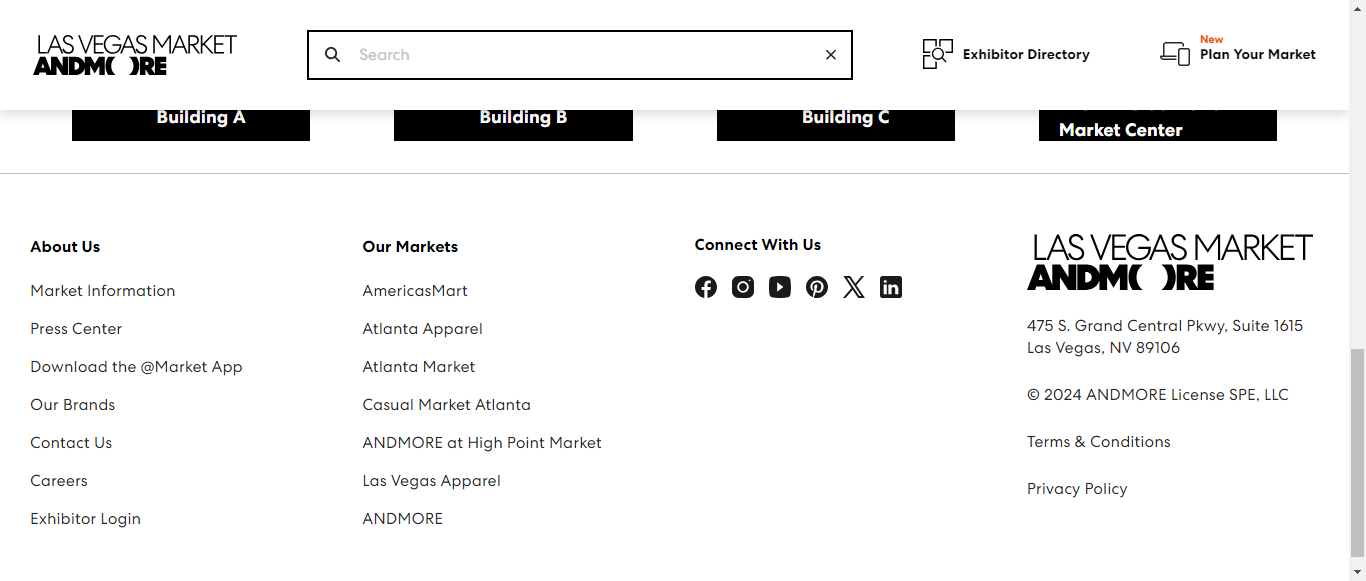 LAS VEGAS MARKET
ANDMORE
Search
Exhibitor Directory
New
Plan Your Market
Building A
Building B
Building C
Market Center
About Us
Market Information
Press Center
Download the @Market App
Our Brands
Contact Us
Careers
Exhibitor Login
Our Markets
AmericasMart
Atlanta Apparel
Atlanta Market
Casual Market Atlanta
ANDMORE at High Point Market
Las Vegas Apparel
ANDMORE
Connect With Us
LAS VEGAS MARKET
ANDMORE
475 S. Grand Central Pkwy, Suite 1615
Las Vegas, NV 89106
© 2024 ANDMORE License SPE, LLC
Terms & Conditions
Privacy Policy